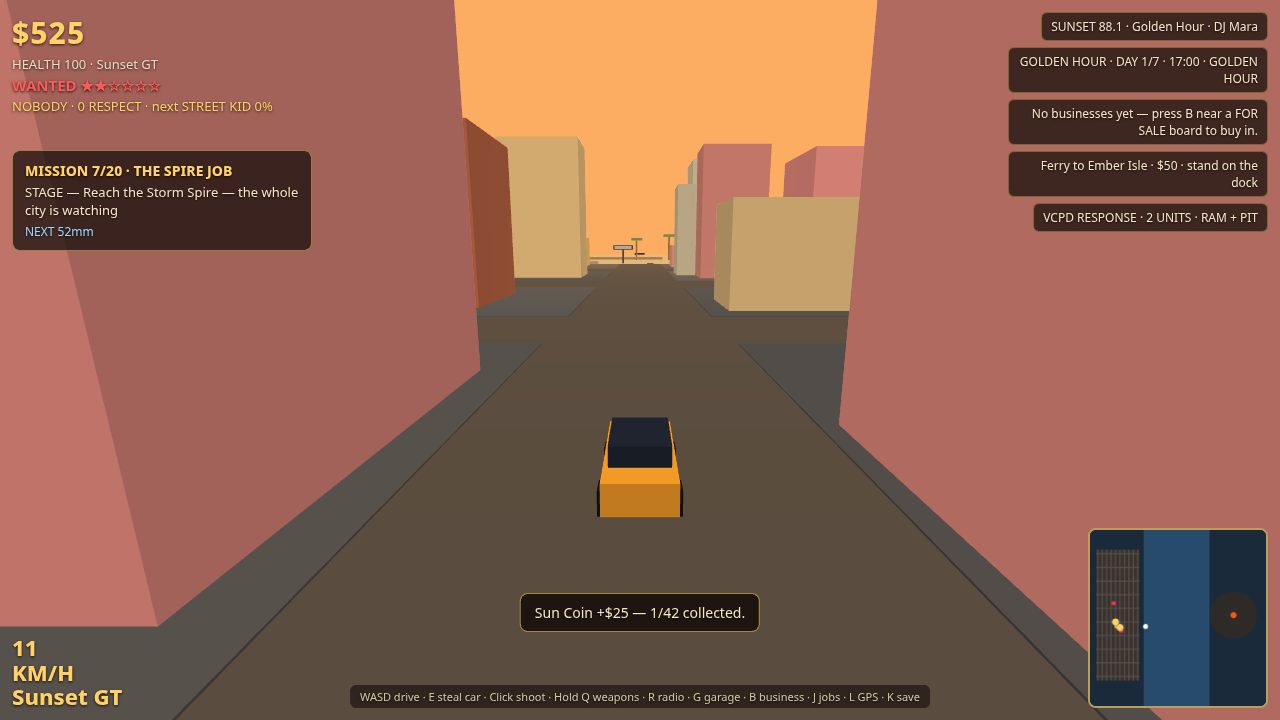 $525
HEALTH 100 · Sunset GT
WANTED ★★☆☆☆☆☆
NOBODY · 0 RESPECT · next STREET KID 0%
MISSION 7/20 · THE SPIRE JOB
STAGE — Reach the Storm Spire — the whole
city is watching
NEXT 52mm
SUNSET 88.1 · Golden Hour · DJ Mara
GOLDEN HOUR · DAY 1/7 · 17:00 · GOLDEN
HOUR
No businesses yet — press B near a FOR
SALE board to buy in.
Ferry to Ember Isle · $50 · stand on the
dock
VCPD RESPONSE · 2 UNITS · RAM + PIT
Sun Coin +$25 — 1/42 collected.
11
KM/H
Sunset GT
WASD drive · E steal car · Click shoot · Hold Q weapons · R radio · G garage · B business · J jobs · L GPS · K save